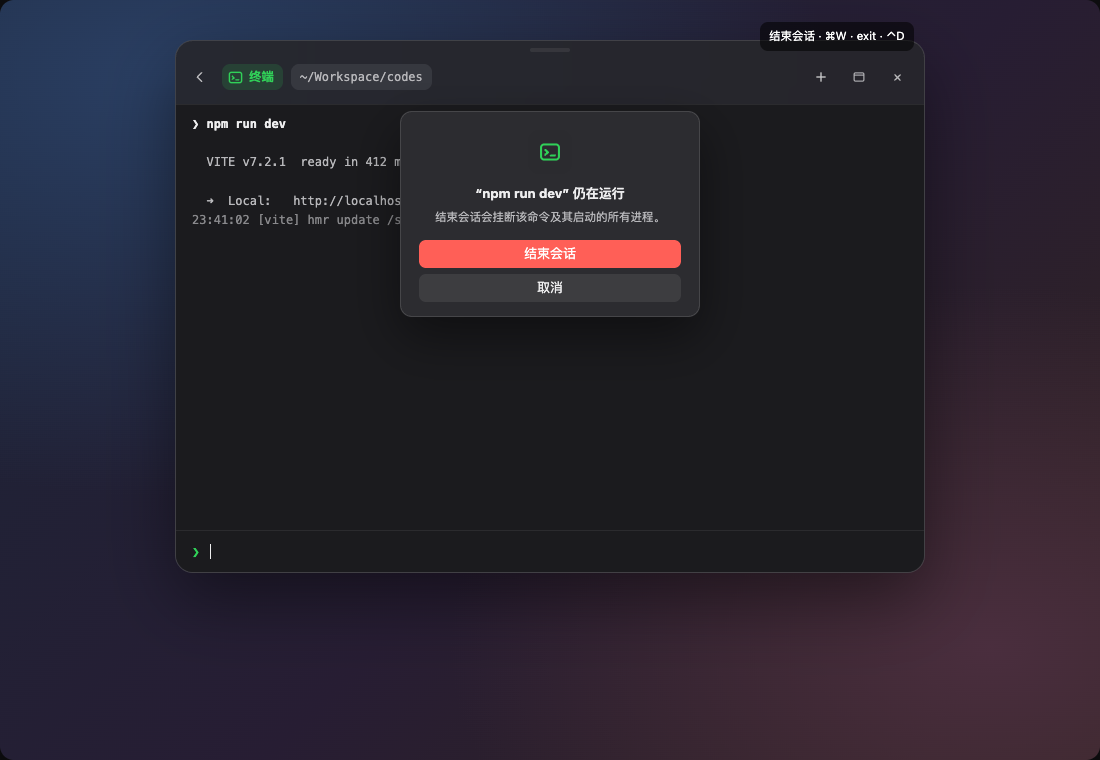 结束会话 · ⌘W · exit · ^D
终端 ~/Workspace/codes
❯ npm run dev
VITE v7.2.1 ready in 412 m
➜ Local: http://localhos
23:41:02 [vite] hmr update /s
“npm run dev” 仍在运行
结束会话会挂断该命令及其启动的所有进程。
结束会话
取消
❯